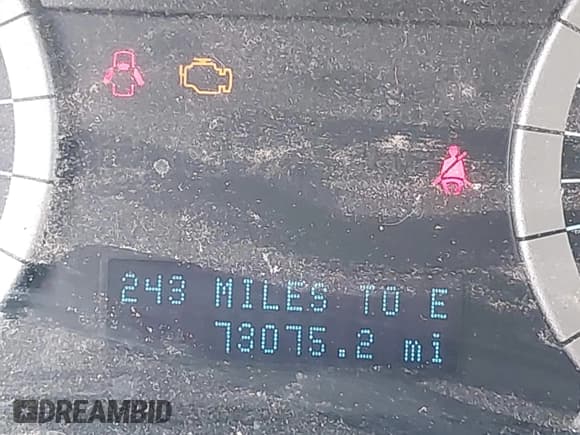 243 MILES TO E
73075.2 mi
DREAMBID